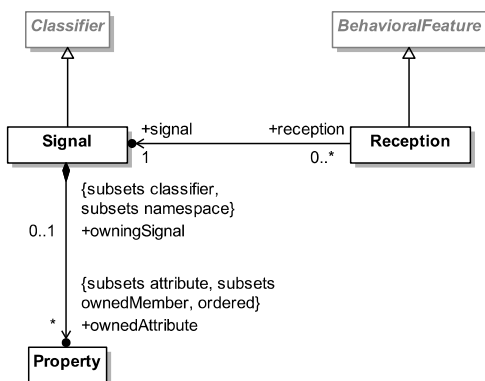 Classifier
BehavioralFeature
+signal
+reception
Signal
Reception
1
0..*
{subsets classifier,
subsets namespace}
0..1
+owningSignal
{subsets attribute, subsets
ownedMember, ordered}
*
+ownedAttribute
Property